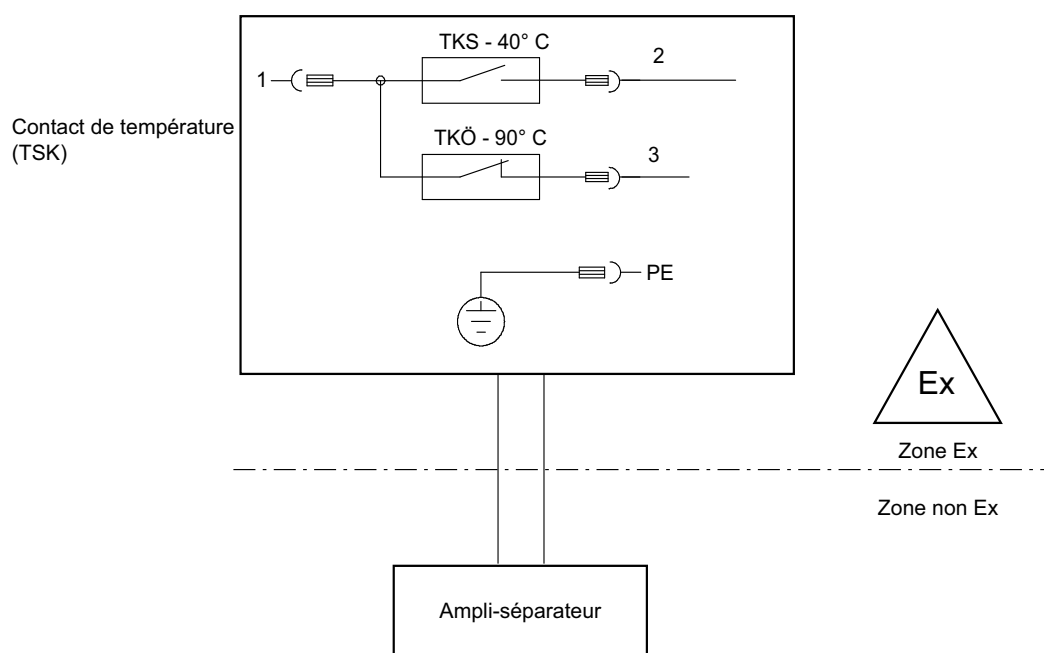 TKS - 40° C
1
2
Contact de température
(TSK)
TKÖ - 90° C
3
PE
Ex
Zone Ex
Zone non Ex
Ampli-séparateur